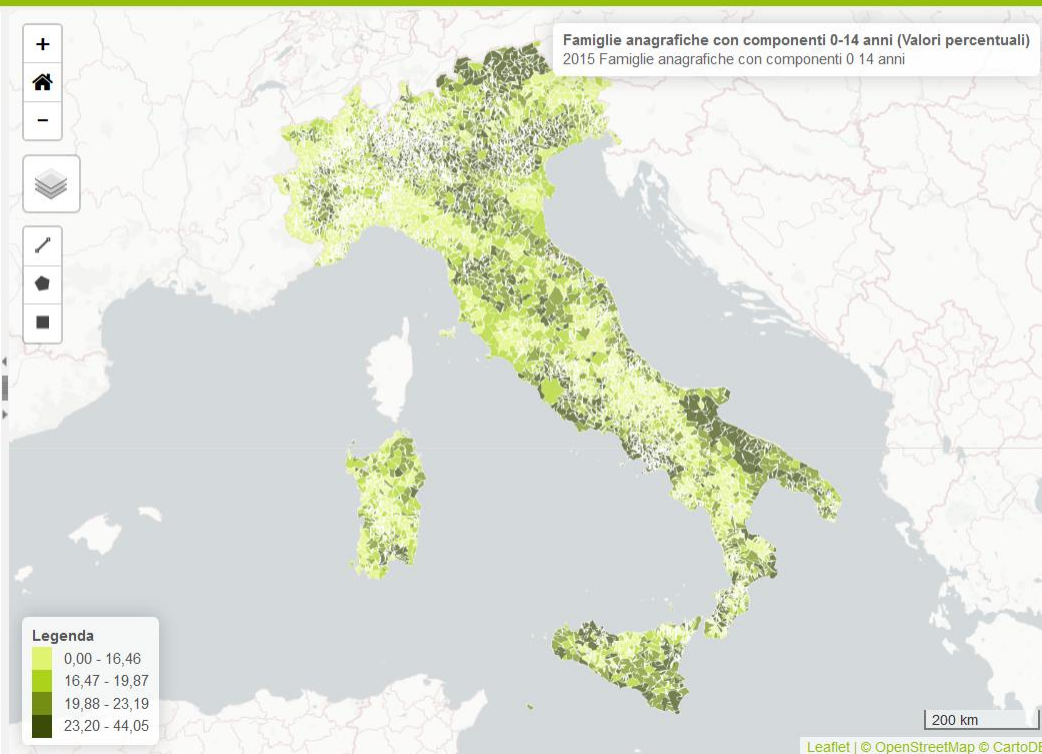 +
−
Famiglie anagrafiche con componenti 0-14 anni (Valori percentuali)
2015 Famiglie anagrafiche con componenti 0 14 anni
Legenda
0,00 - 16,46
16,47 - 19,87
19,88 - 23,19
23,20 - 44,05
200 km
Leaflet | © OpenStreetMap © CartoDB